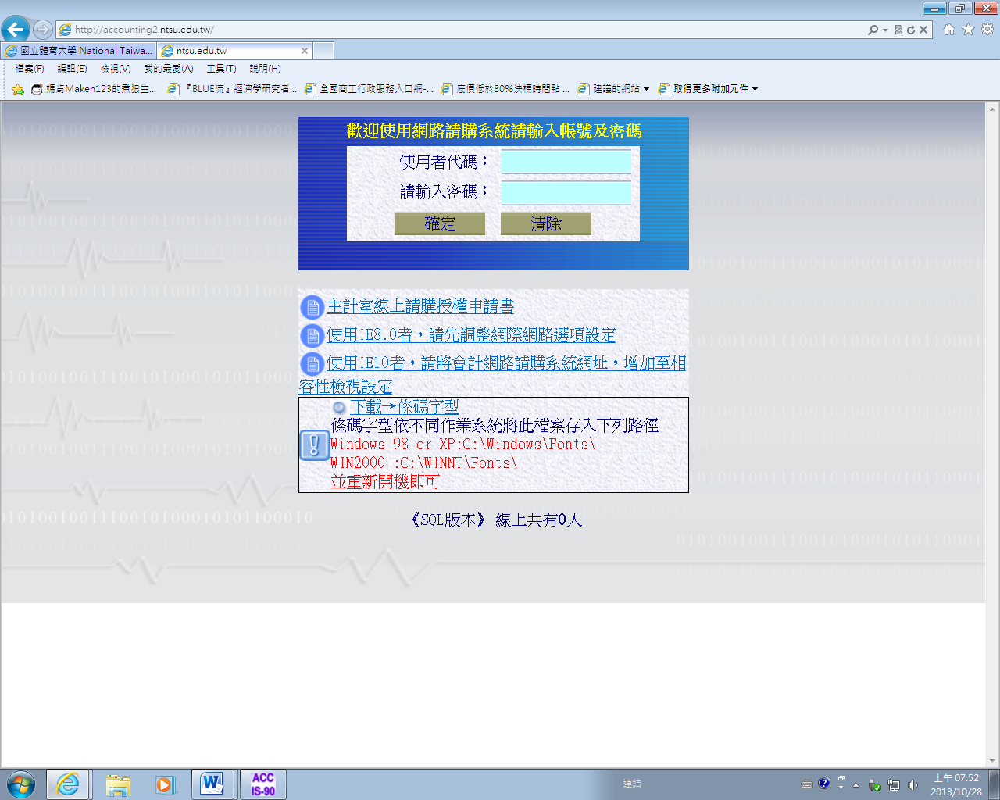 http://accounting2.ntsu.edu.tw/
國立體育大學 National Taiwa...
ntsu.edu.tw
檔案(F) 編輯(E) 檢視(V) 我的最愛(A) 工具(T) 說明(H)
媽肯Maken123的煮狼生... 『BLUE流』經濟學研究者... 全國商工行政服務入口網-... 底價低於80%決標時間點 ... 建議的網站 取得更多附加元件
歡迎使用網路請購系統請輸入帳號及密碼
使用者代碼：
請輸入密碼：
確定 清除
主計室線上請購授權申請書
使用IE8.0者，請先調整網際網路選項設定
使用IE10者，請將會計網路請購系統網址，增加至相
容性檢視設定
下載→條碼字型
條碼字型依不同作業系統將此檔案存入下列路徑
Windows 98 or XP:C:\Windows\Fonts\
WIN2000 :C:\WINNT\Fonts\
並重新開機即可
《SQL版本》 線上共有0人
ACC
IS-90
連結
上午 07:52
2013/10/28